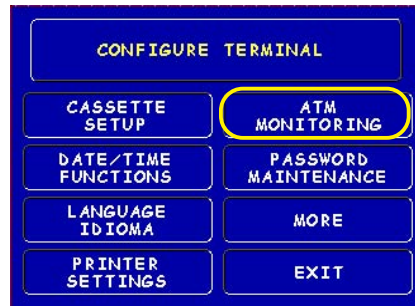 CONFIGURE TERMINAL
CASSETTE
SETUP
ATM
MONITORING
DATE/TIME
FUNCTIONS
PASSWORD
MAINTENANCE
LANGUAGE
IDIOMA
MORE
PRINTER
SETTINGS
EXIT